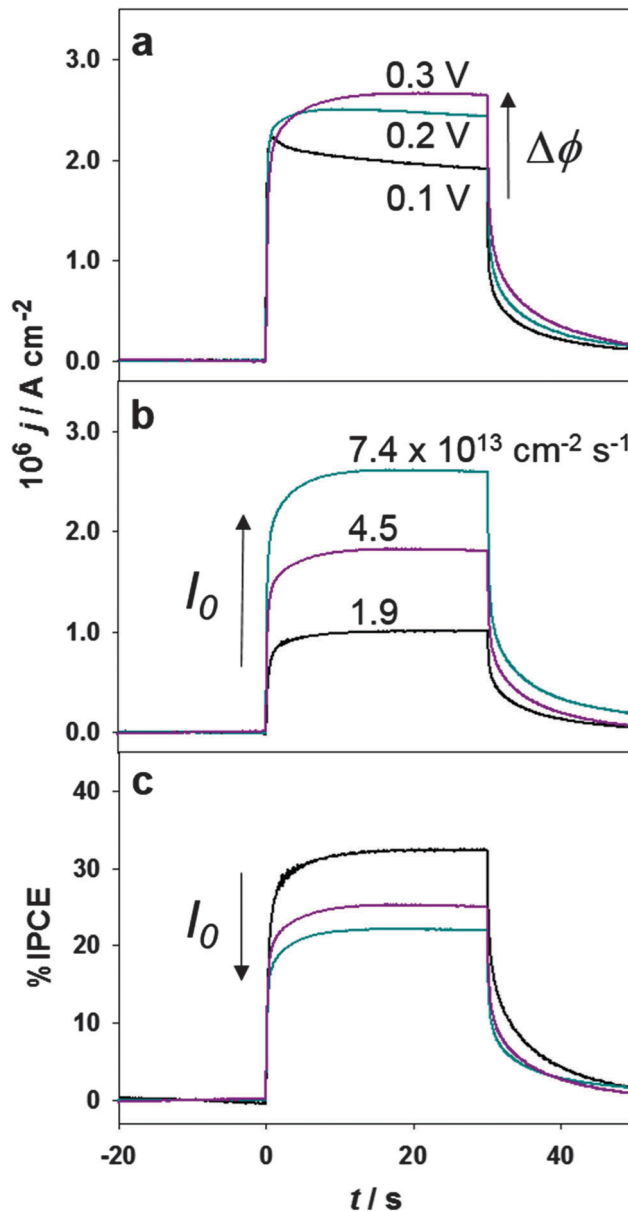 a
3.0
0.3 V
0.2 V
Δϕ
2.0
0.1 V
1.0
0.0
10⁶ j / A cm⁻²
b
7.4 x 10¹³ cm⁻² s⁻¹
3.0
4.5
2.0
I₀
1.9
1.0
0.0
c
40
30
I₀
20
10
0
%IPCE
-20 0 20 40
t / s